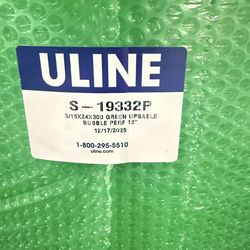 ULINE
S-19332P
3/16X24X300 GREEN UPSABLE
BUBBLE PERF 12"
12/17/2025
1-800-295-5510
uline.com